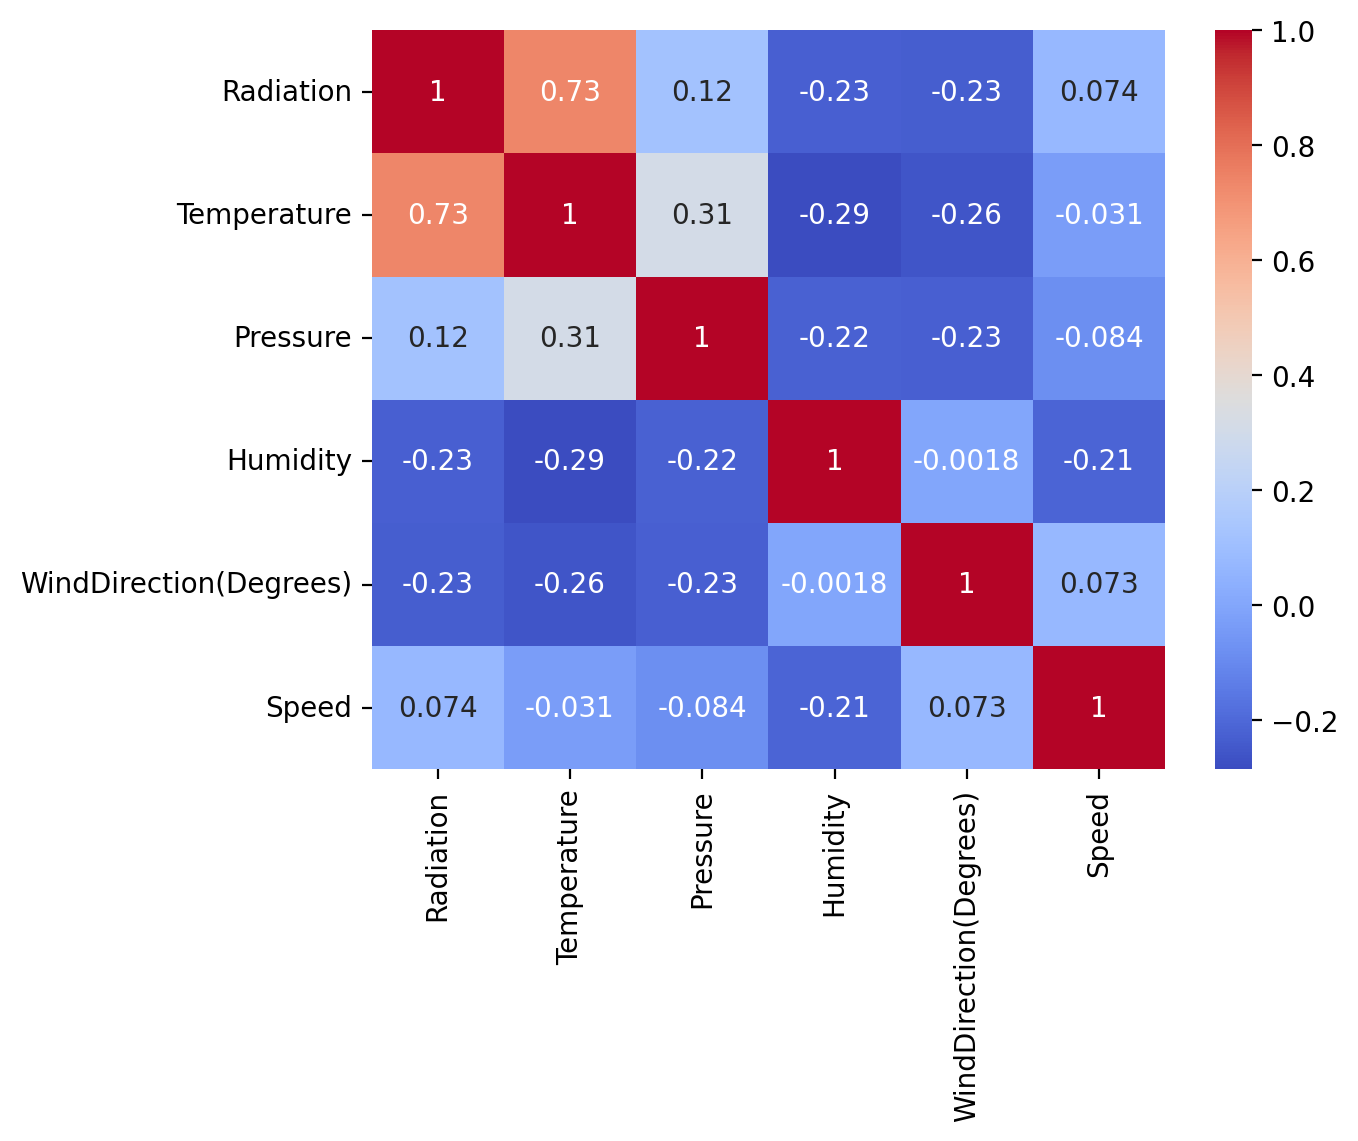 Radiation 1 0.73 0.12 -0.23 -0.23 0.074
Temperature 0.73 1 0.31 -0.29 -0.26 -0.031
Pressure 0.12 0.31 1 -0.22 -0.23 -0.084
Humidity -0.23 -0.29 -0.22 1 -0.0018 -0.21
WindDirection(Degrees) -0.23 -0.26 -0.23 -0.0018 1 0.073
Speed 0.074 -0.031 -0.084 -0.21 0.073 1
Radiation
Temperature
Pressure
Humidity
WindDirection(Degrees)
Speed
1.0
0.8
0.6
0.4
0.2
0.0
−0.2